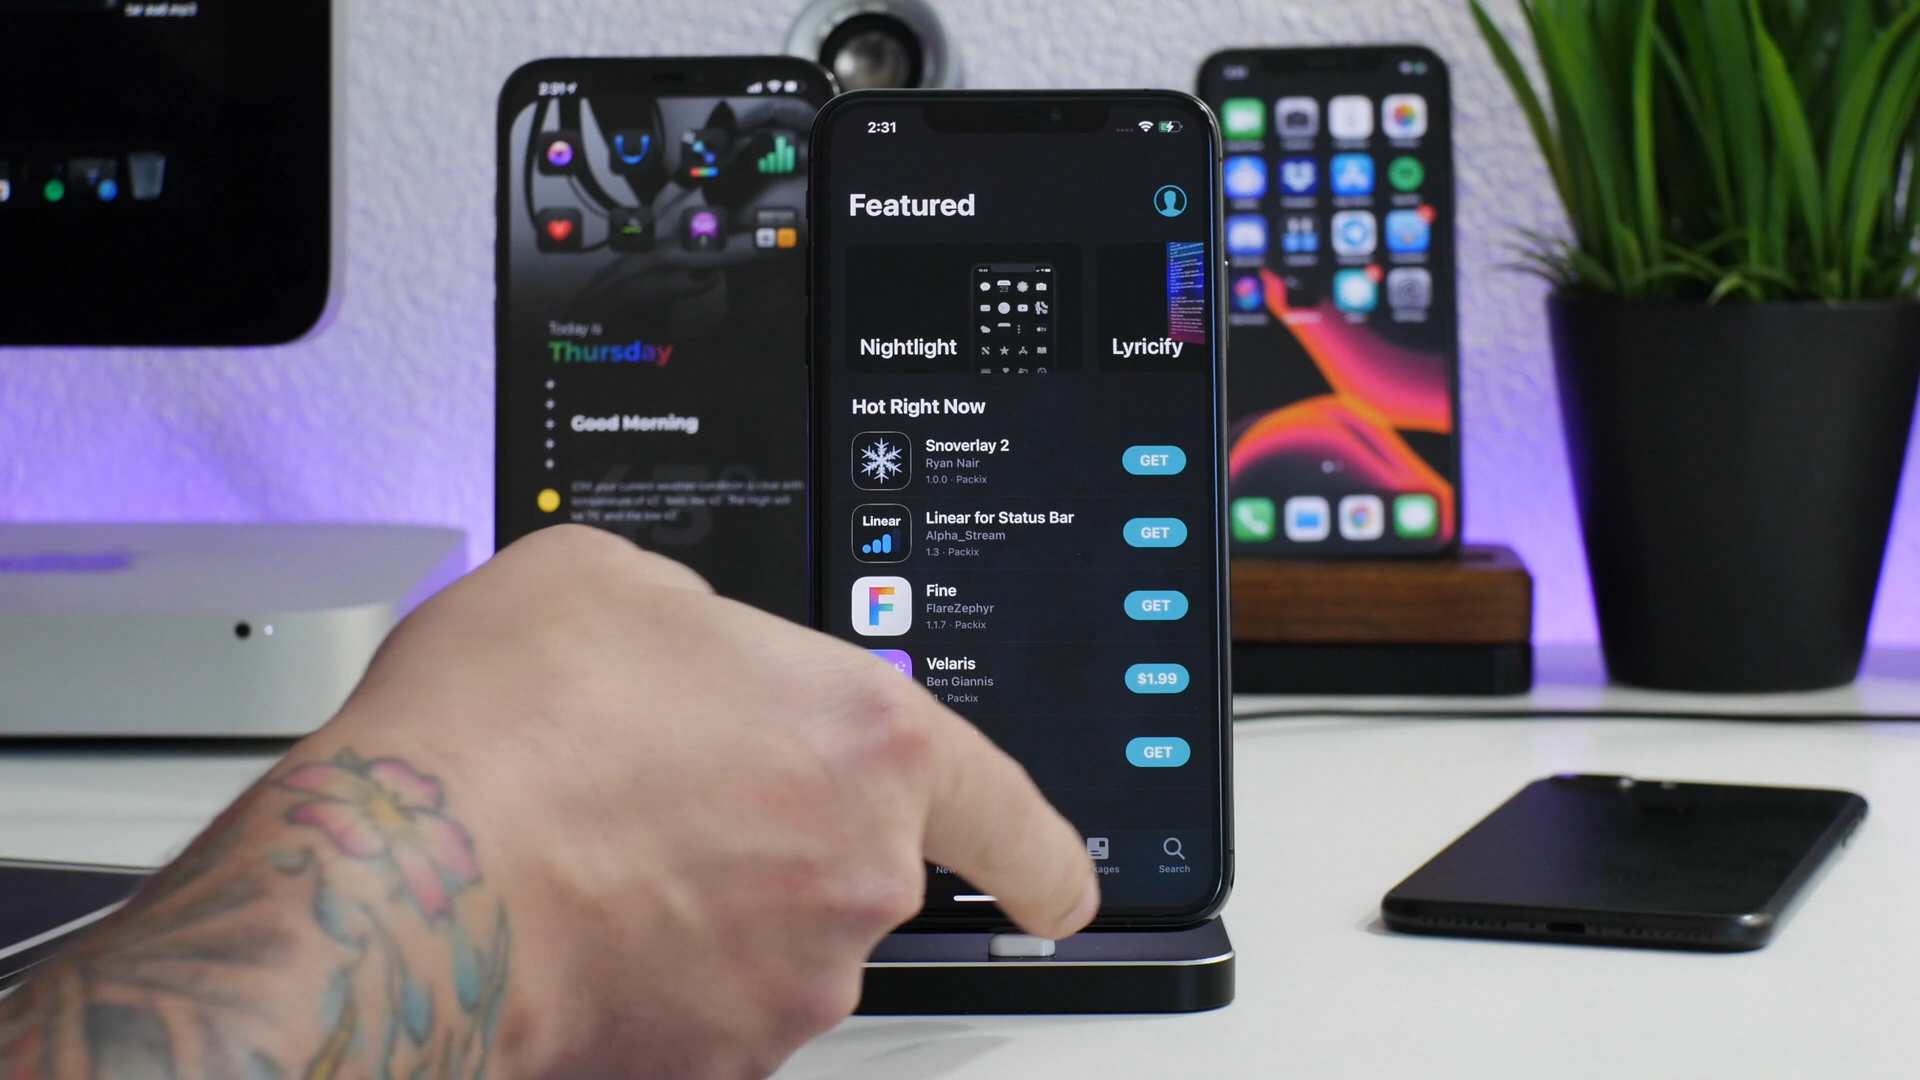 2:31
Today is
Thursday
Good Morning
2:31
Featured
Nightlight
Lyricify
Hot Right Now
Snoverlay 2
Ryan Nair
1.0.0 · Packix
GET
Linear
Linear for Status Bar
Alpha_Stream
1.3 · Packix
GET
F
Fine
FlareZephyr
1.1.7 · Packix
GET
Velaris
Ben Giannis
Packix
$1.99
GET
Search